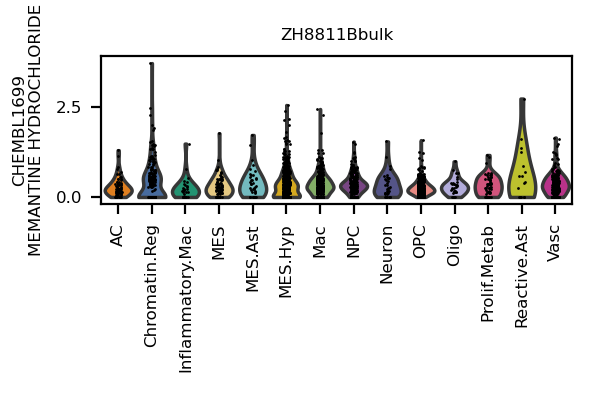 ZH8811Bbulk
CHEMBL1699
MEMANTINE HYDROCHLORIDE
2.5
0.0
AC
Chromatin.Reg
Inflammatory.Mac
MES
MES.Ast
MES.Hyp
Mac
NPC
Neuron
OPC
Oligo
Prolif.Metab
Reactive.Ast
Vasc